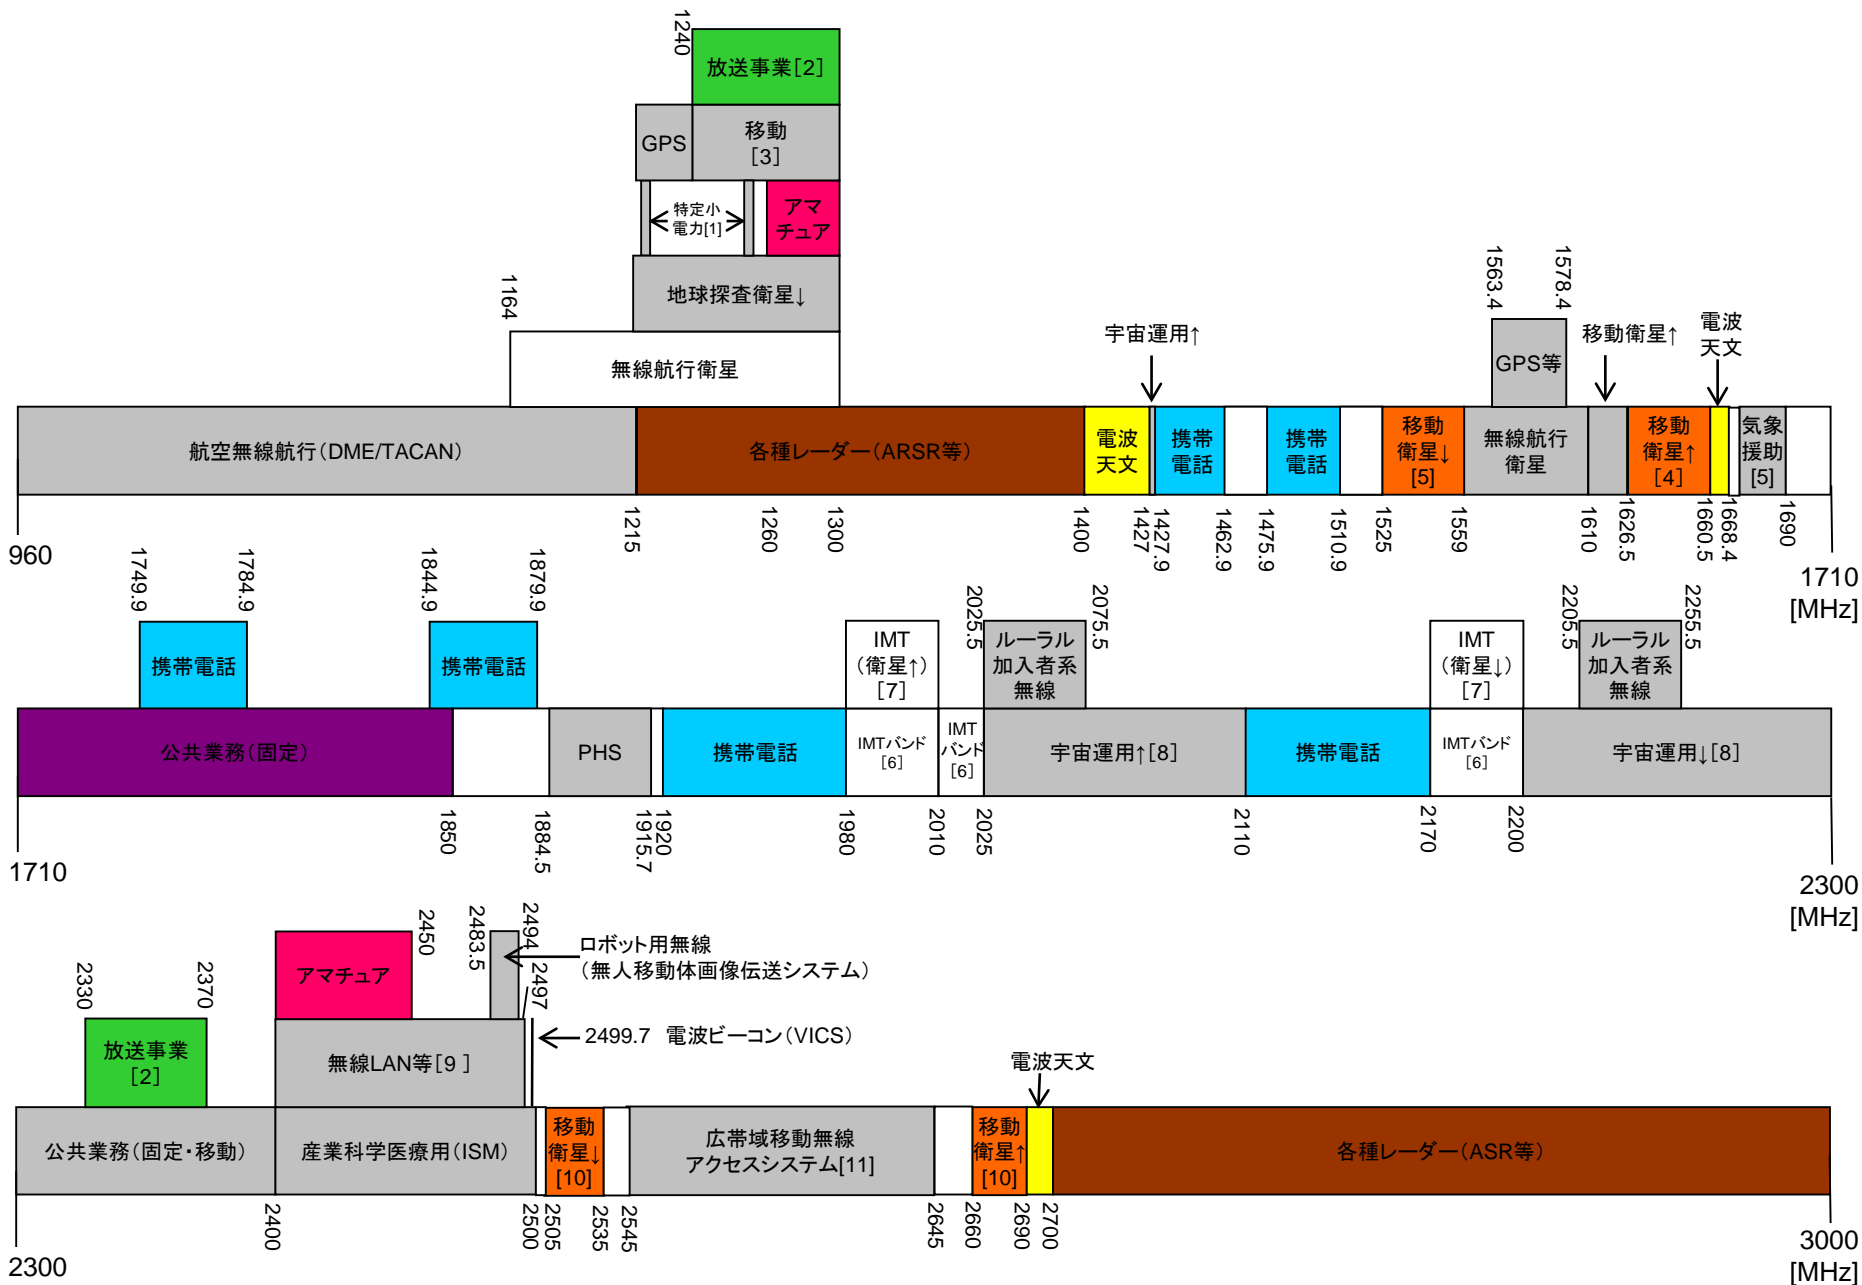 1240
放送事業[2]
GPS
移動
[3]
特定小
電力[1]
アマ
チュア
地球探査衛星↓
1164
無線航行衛星
宇宙運用↑
1563.4
1578.4
GPS等
移動衛星↑
電波
天文
航空無線航行(DME/TACAN)
各種レーダー(ARSR等)
電波
天文
携帯
電話
携帯
電話
移動
衛星↓
[5]
無線航行
衛星
移動
衛星↑
[4]
気象
援助
[5]
960
1215
1260
1300
1400
1427
1427.9
1462.9
1475.9
1510.9
1525
1559
1610
1626.5
1660.5
1668.4
1690
1710
[MHz]
1749.9
1784.9
1844.9
1879.9
2025.5
2075.5
2205.5
2255.5
携帯電話
携帯電話
IMT
(衛星↑)
[7]
ルーラル
加入者系
無線
IMT
(衛星↓)
[7]
ルーラル
加入者系
無線
公共業務(固定)
PHS
携帯電話
IMTバンド
[6]
IMT
バンド
[6]
宇宙運用↑[8]
携帯電話
IMTバンド
[6]
宇宙運用↓[8]
1710
1850
1884.5
1915.7
1920
1980
2010
2025
2110
2170
2200
2300
[MHz]
2330
2370
2450
2483.5
2494
2497
アマチュア
ロボット用無線
(無人移動体画像伝送システム)
放送事業
[2]
無線LAN等[9 ]
2499.7 電波ビーコン(VICS)
電波天文
公共業務(固定・移動)
産業科学医療用(ISM)
移動
衛星↓
[10]
広帯域移動無線
アクセスシステム[11]
移動
衛星↑
[10]
各種レーダー(ASR等)
2300
2400
2500
2505
2535
2545
2645
2660
2690
2700
3000
[MHz]